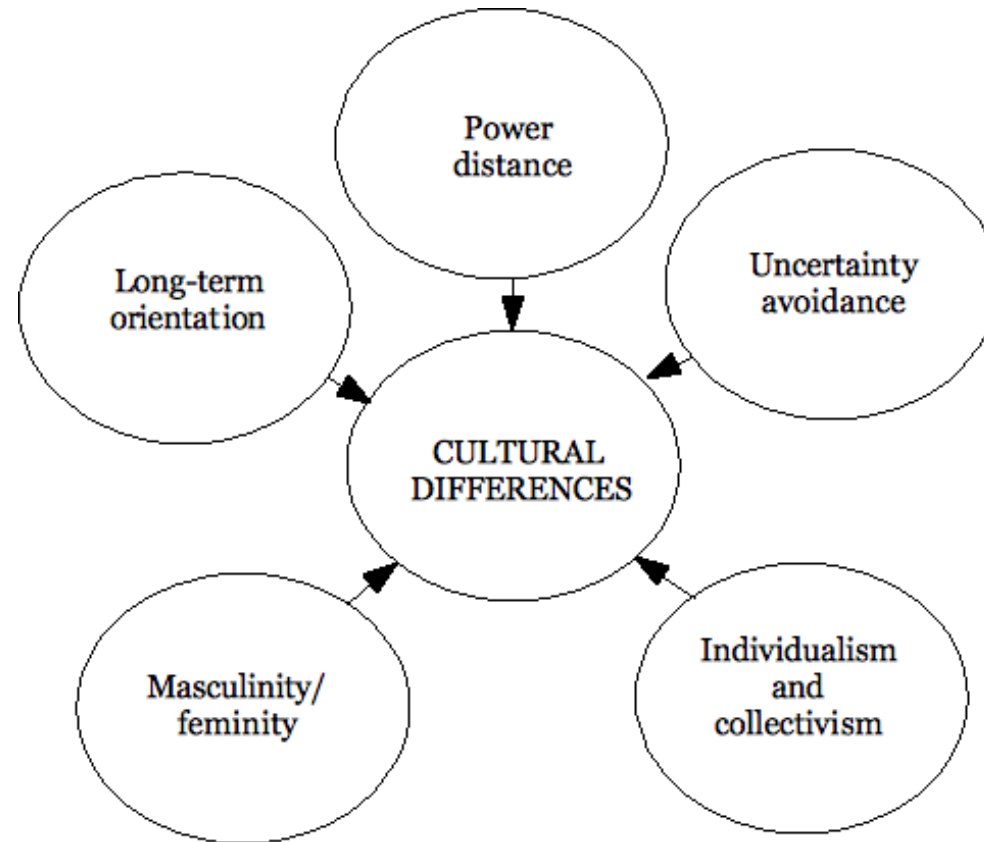 Power
distance
Long-term
orientation
Uncertainty
avoidance
CULTURAL
DIFFERENCES
Masculinity/
feminity
Individualism
and
collectivism